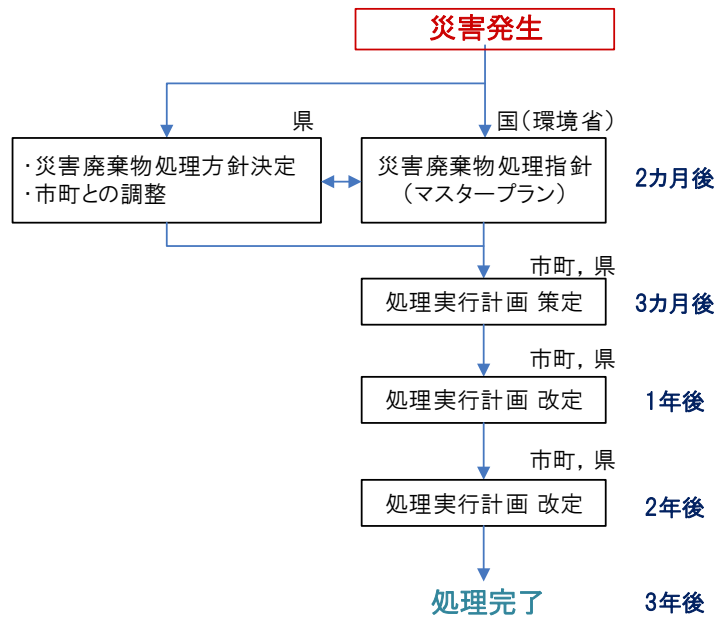 災害発生
県
国(環境省)
・災害廃棄物処理方針決定
・市町との調整
災害廃棄物処理指針
(マスタープラン)
2カ月後
市町, 県
処理実行計画 策定
3カ月後
市町, 県
処理実行計画 改定
1年後
市町, 県
処理実行計画 改定
2年後
処理完了
3年後